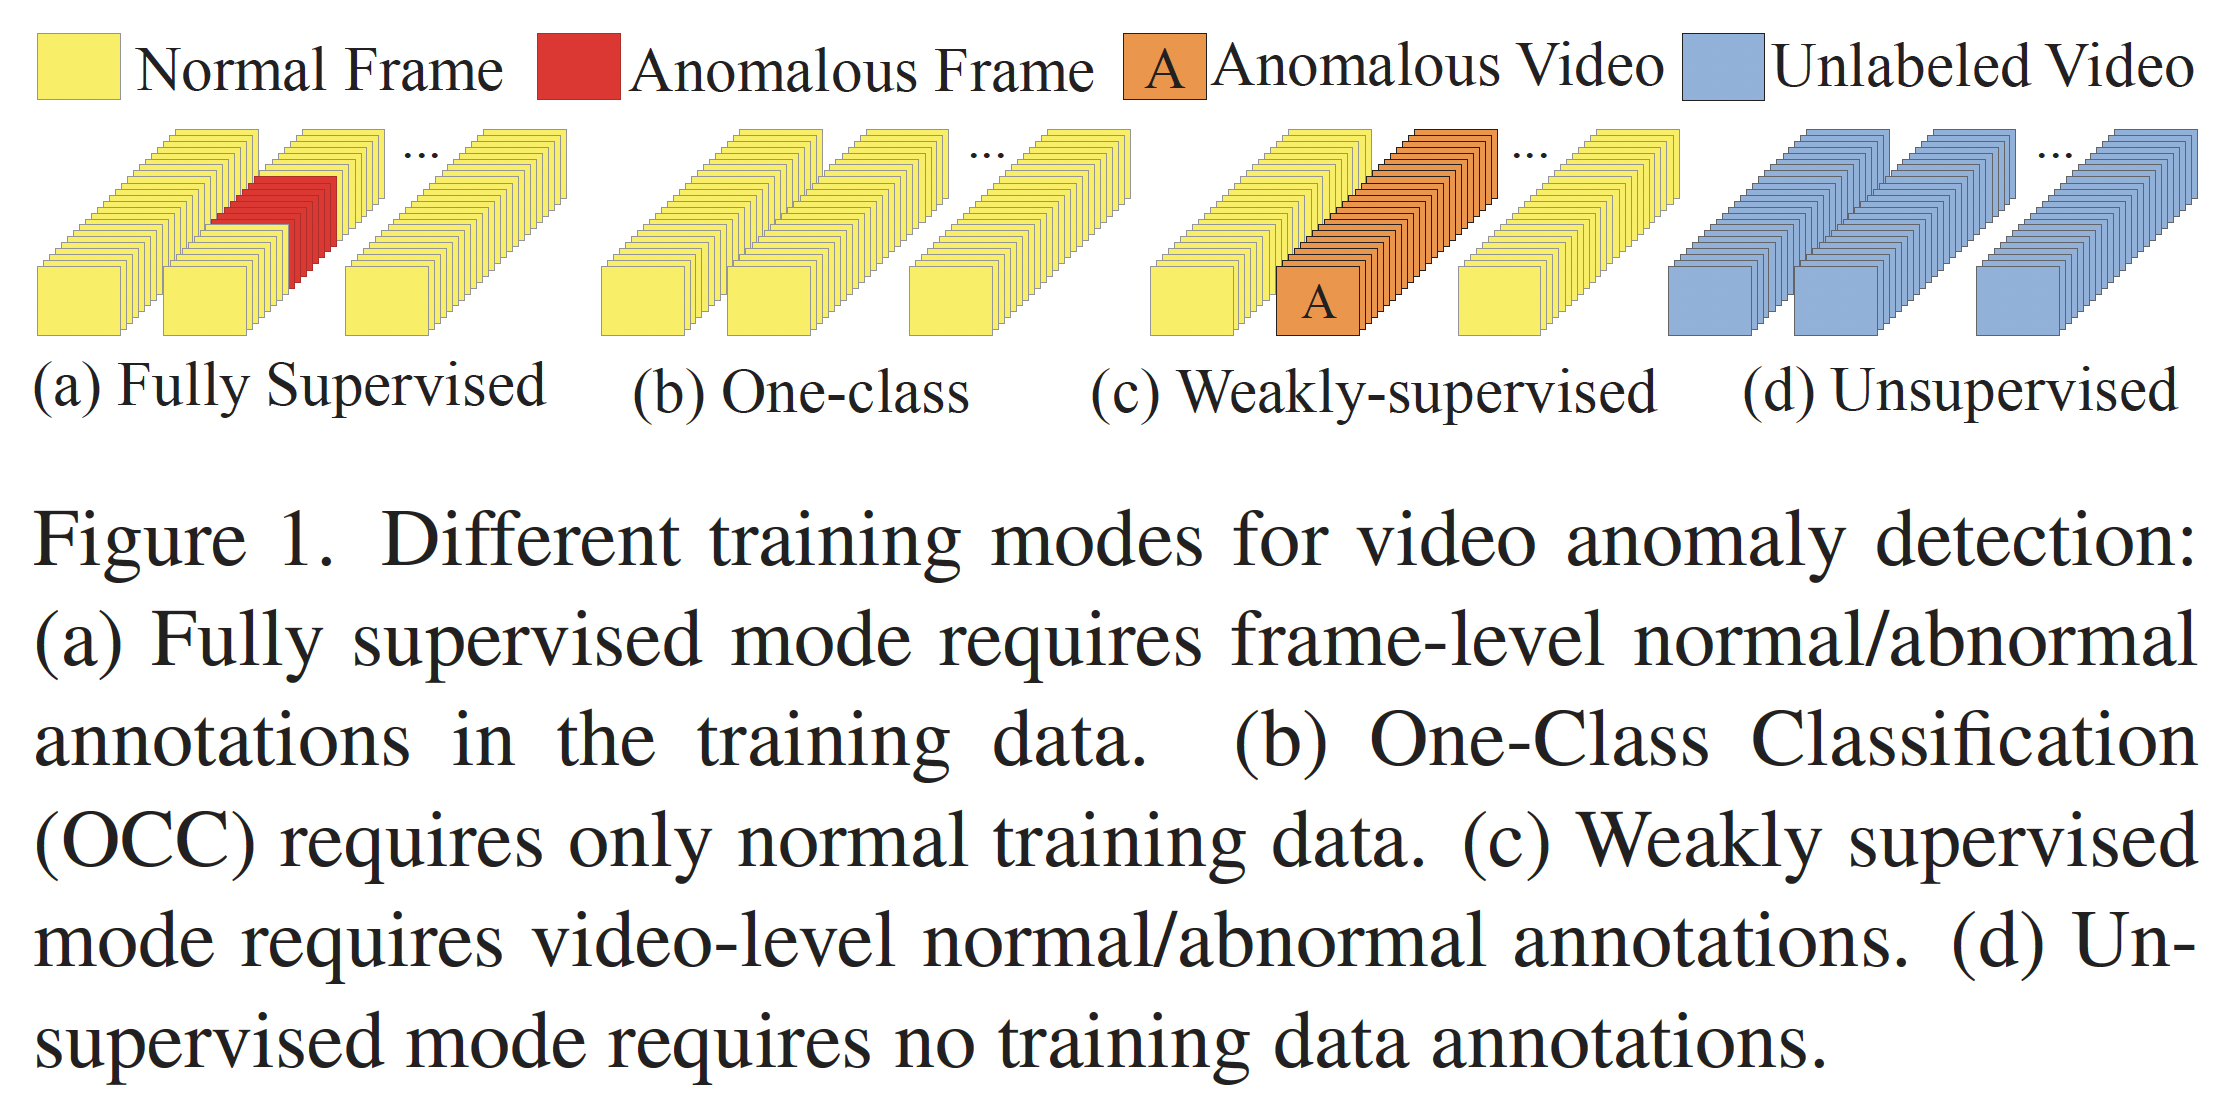 Normal Frame Anomalous Frame A Anomalous Video Unlabeled Video
... ... ... ...
A
(a) Fully Supervised (b) One-class (c) Weakly-supervised (d) Unsupervised
Figure 1. Different training modes for video anomaly detection:
(a) Fully supervised mode requires frame-level normal/abnormal
annotations in the training data. (b) One-Class Classification
(OCC) requires only normal training data. (c) Weakly supervised
mode requires video-level normal/abnormal annotations. (d) Un-
supervised mode requires no training data annotations.